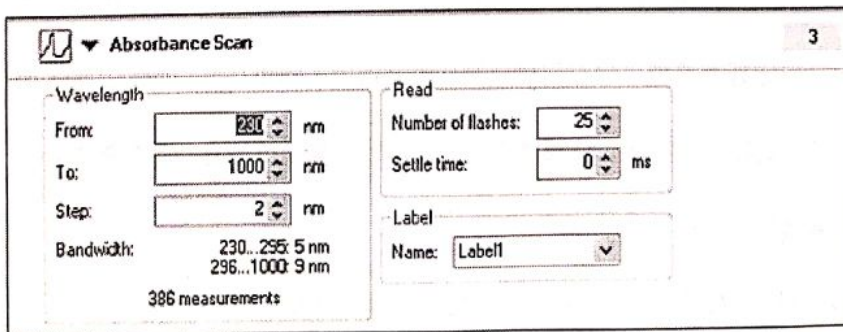 Absorbance Scan
3
Wavelength
From: 230 nm
To: 1000 nm
Step: 2 nm
Bandwidth: 230...295: 5 nm
296...1000: 9 nm
386 measurements
Read
Number of flashes: 25
Settle time: 0 ms
Label
Name: Label1